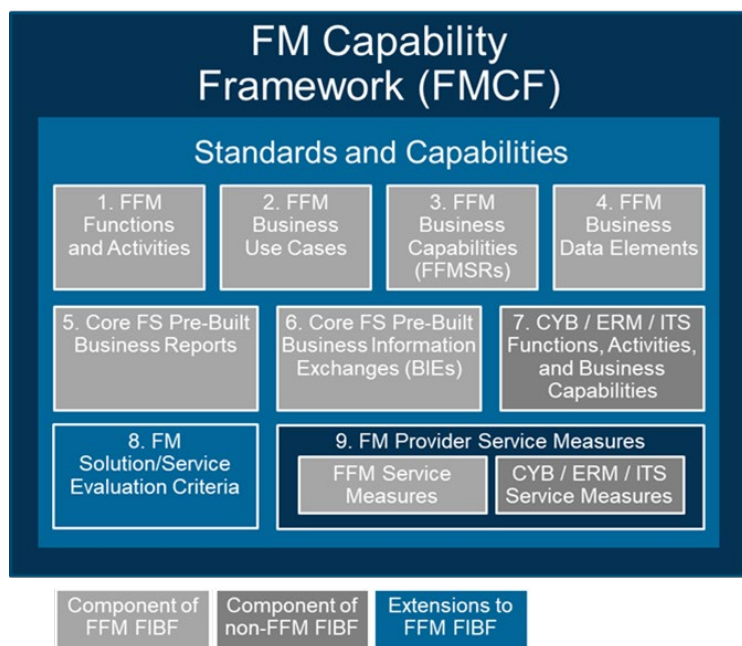 FM Capability
Framework (FMCF)
Standards and Capabilities
1. FFM
Functions
and Activities
2. FFM
Business
Use Cases
3. FFM
Business
Capabilities
(FFMSRs)
4. FFM
Business
Data Elements
5. Core FS Pre-Built
Business Reports
6. Core FS Pre-Built
Business Information
Exchanges (BIEs)
7. CYB / ERM / ITS
Functions, Activities,
and Business
Capabilities
8. FM
Solution/Service
Evaluation Criteria
9. FM Provider Service Measures
FFM Service
Measures
CYB / ERM / ITS
Service Measures
Component of
FFM FIBF
Component of
non-FFM FIBF
Extensions to
FFM FIBF